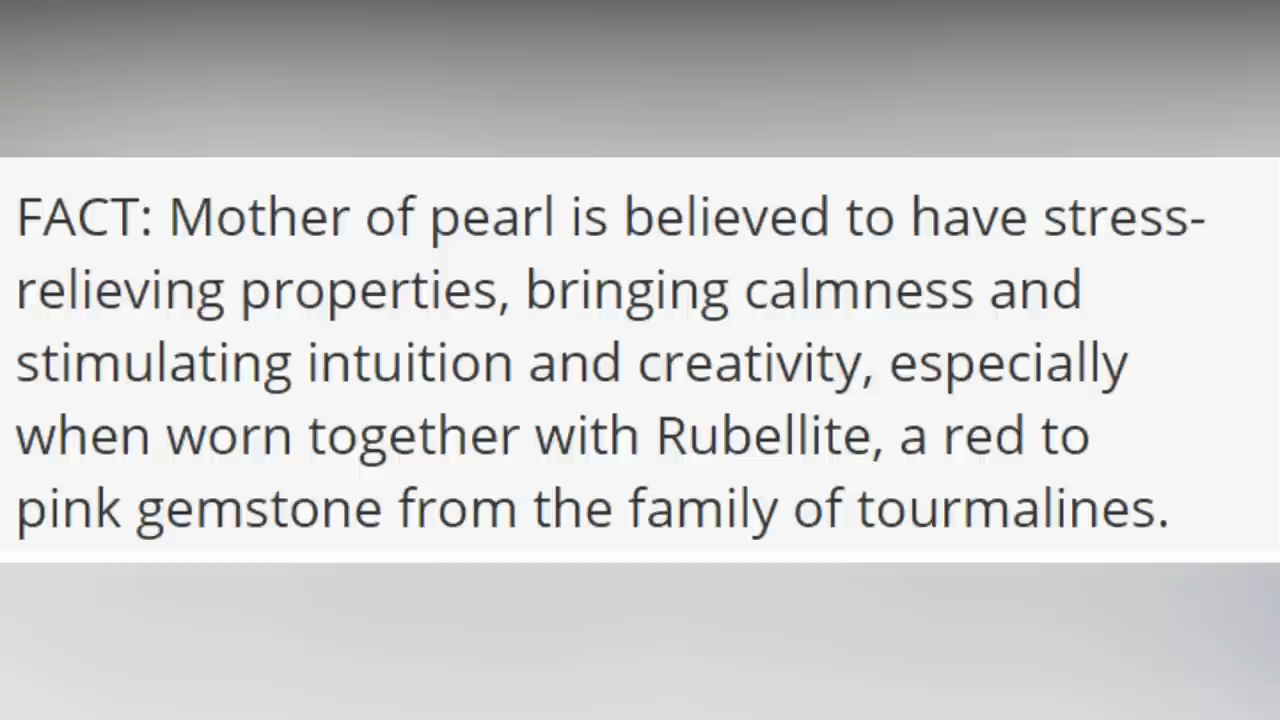 FACT: Mother of pearl is believed to have stress-
relieving properties, bringing calmness and
stimulating intuition and creativity, especially
when worn together with Rubellite, a red to
pink gemstone from the family of tourmalines.